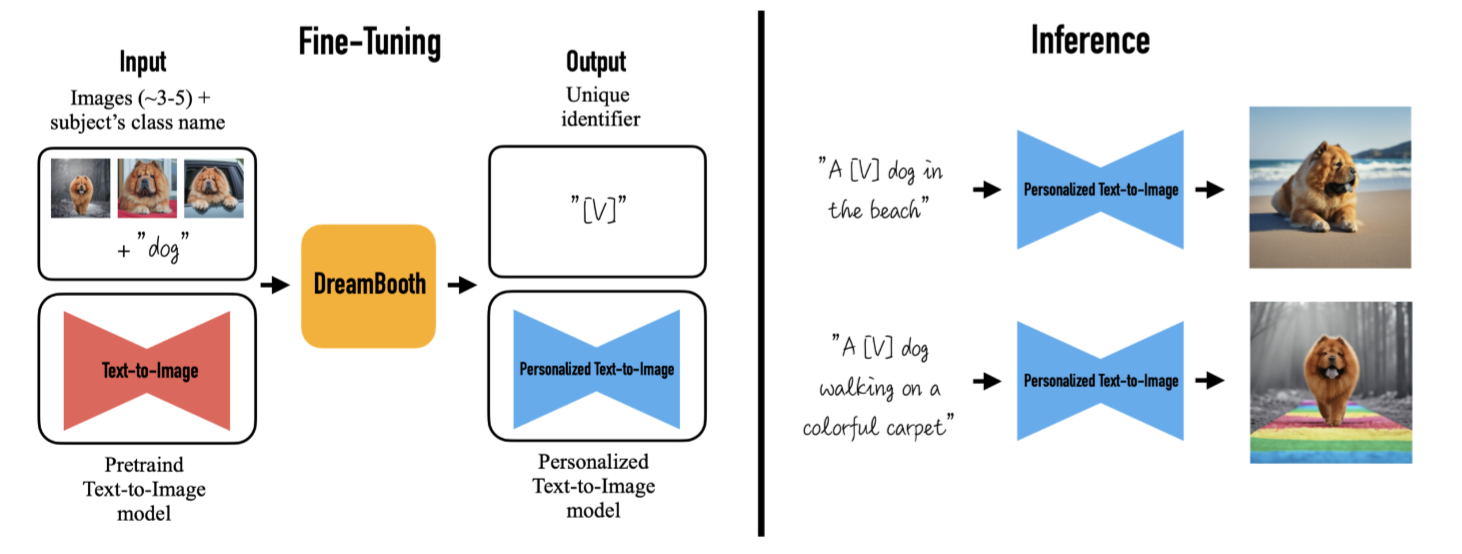 Fine-Tuning
Input
Images (~3-5) +
subject's class name
+ "dog"
Text-to-Image
Pretraind
Text-to-Image
model
DreamBooth
Output
Unique
identifier
"[V]"
Personalized Text-to-Image
Personalized
Text-to-Image
model
Inference
"A [V] dog in
the beach"
Personalized Text-to-Image
"A [V] dog
walking on a
colorful carpet"
Personalized Text-to-Image